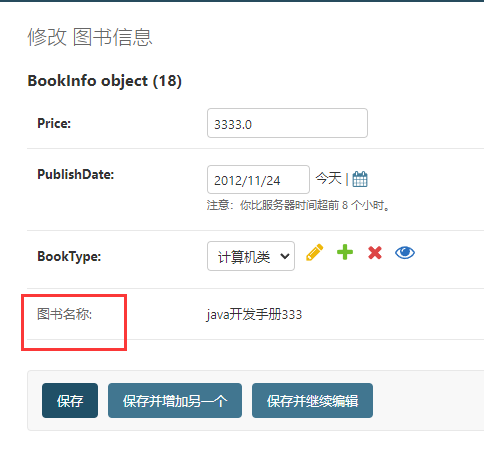 修改 图书信息
BookInfo object (18)
Price: 3333.0
PublishDate: 2012/11/24 今天 |
注意：你比服务器时间超前 8 个小时。
BookType: 计算机类
图书名称: java开发手册333
保存 保存并增加另一个 保存并继续编辑